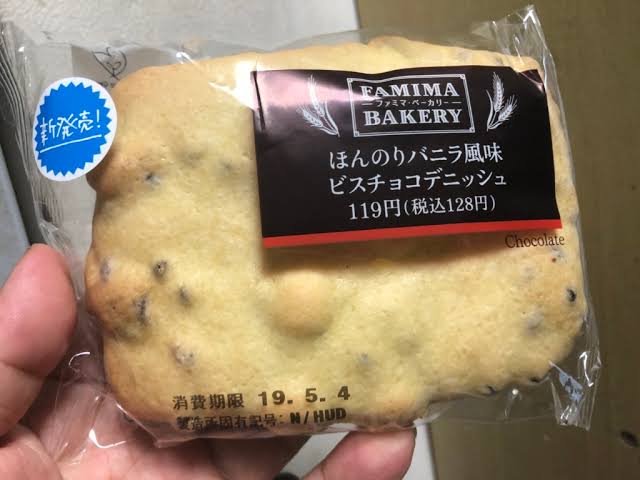 新発売!
FAMIMA
ファミマ・ベーカリー
BAKERY
ほんのりバニラ風味
ビスチョコデニッシュ
119円(税込128円)
Chocolate
消費期限 19.5.4
製造所固有記号: N/HUD